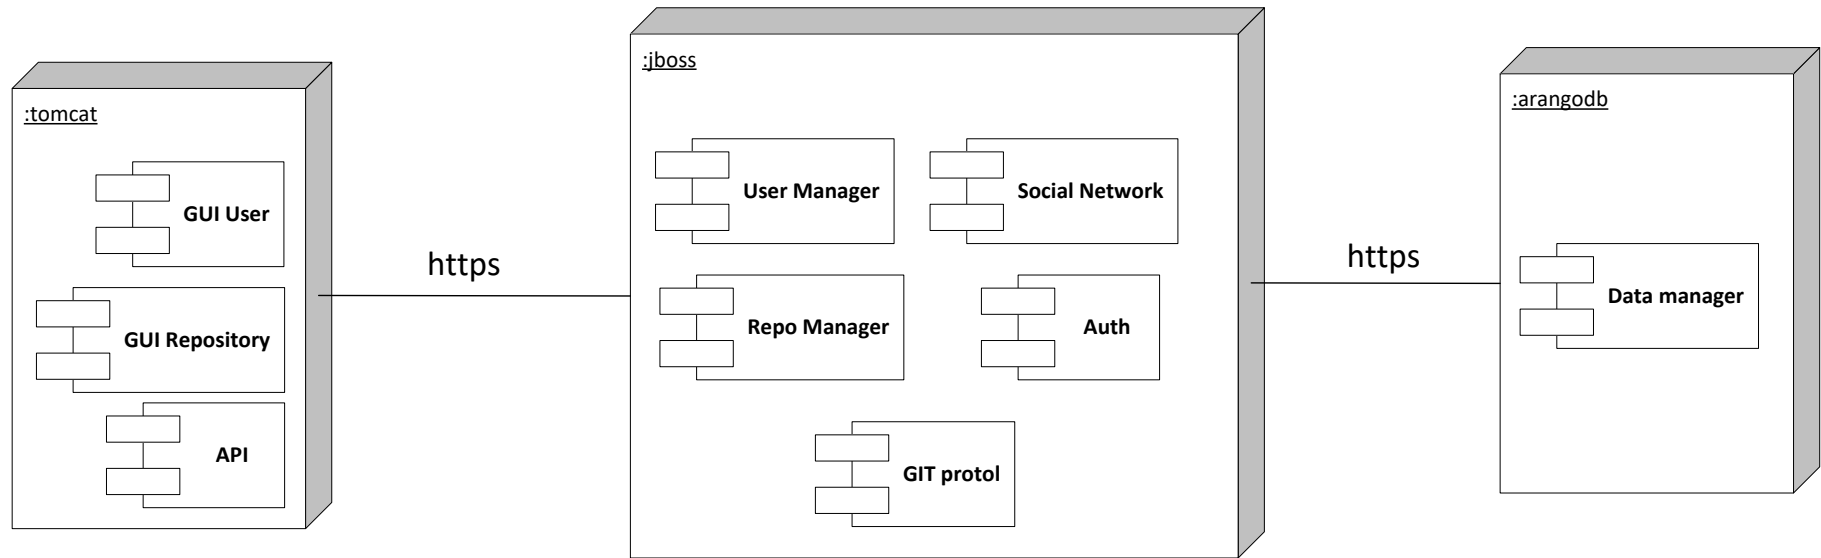 :tomcat
GUI User
GUI Repository
API
https
:jboss
User Manager
Social Network
Repo Manager
Auth
GIT protol
https
:arangodb
Data manager